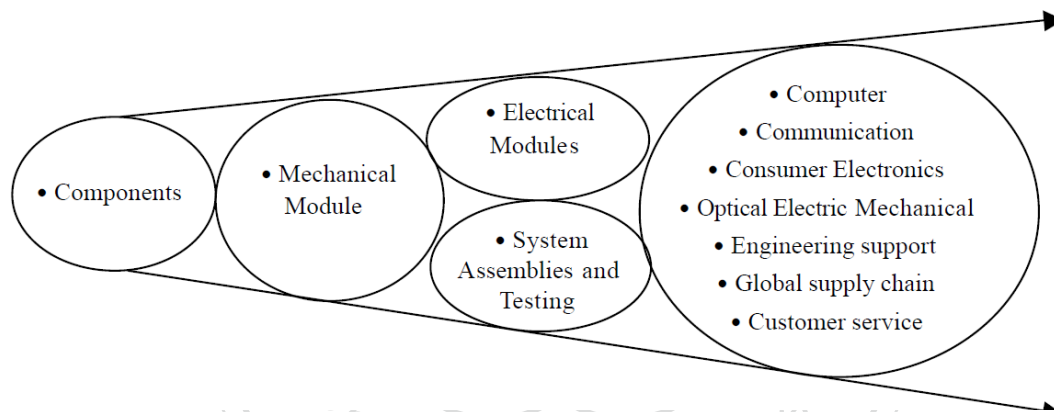 • Components
• Mechanical
Module
• Electrical
Modules
• System
Assemblies and
Testing
• Computer
• Communication
• Consumer Electronics
• Optical Electric Mechanical
• Engineering support
• Global supply chain
• Customer service